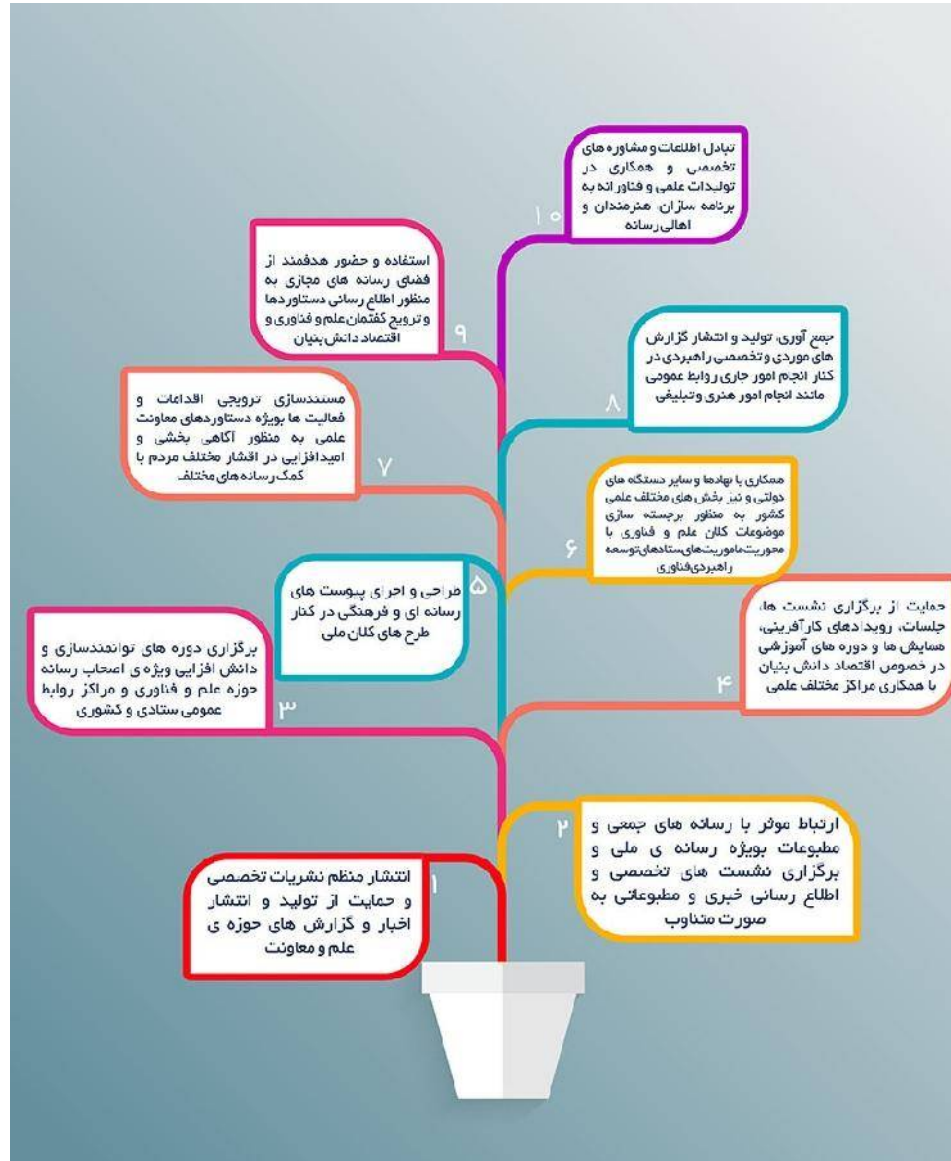 تبادل اطلاعات و مشاوره های
تخصصی و همکاری در
تولیدات علمی و فناورانه به
برنامه سازان، هنرمندان و
اهالی رسانه
۱۰
استفاده و حضور هدفمند از
فضای رسانه های مجازی به
منظور اطلاع رسانی دستاوردها
و ترویج گفتمان علم و فناوری و
اقتصاد دانش بنیان
۹
جمع آوری، تولید و انتشار گزارش
های موردی و تخصصی راهبردی در
کنار انجام امور جاری روابط عمومی
مانند انجام امور هنری و تبلیغی
۸
مستندسازی ترویجی اقدامات و
فعالیت ها بویژه دستاوردهای معاونت
علمی به منظور آگاهی بخشی و
امیدافزایی در اقشار مختلف مردم با
کمک رسانه های مختلف
۷
همکاری با نهادها و سایر دستگاه های
دولتی و نیز بخش های مختلف علمی
کشور به منظور برجسته سازی
موضوعات کلان علم و فناوری با
محوریت ماموریت های ستادهای توسعه
راهبردی فناوری
۶
طراحی و اجرای پیوست های
رسانه ای و فرهنگی در کنار
طرح های کلان ملی
۵
حمایت از برگزاری نشست ها،
جلسات، رویدادهای کارآفرینی،
همایش ها و دوره های آموزشی
در خصوص اقتصاد دانش بنیان
با همکاری مراکز مختلف علمی
۴
برگزاری دوره های توانمندسازی و
دانش افزایی ویژه ی اصحاب رسانه
حوزه علم و فناوری و مراکز روابط
عمومی ستادی و کشوری
۳
ارتباط موثر با رسانه های جمعی و
مطبوعات بویژه رسانه ی ملی و
برگزاری نشست های تخصصی و
اطلاع رسانی خبری و مطبوعاتی به
صورت متناوب
۲
انتشار منظم نشریات تخصصی
و حمایت از تولید و انتشار
اخبار و گزارش های حوزه ی
علم و معاونت
۱